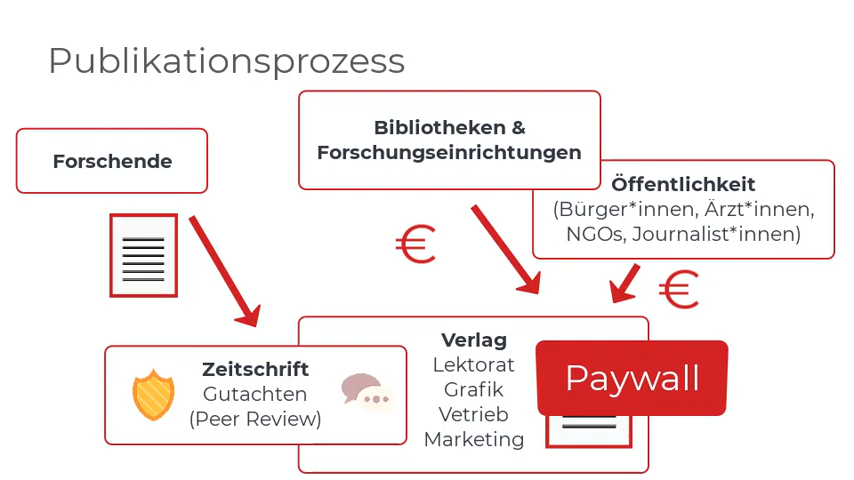 Publikationsprozess
Forschende
Bibliotheken &
Forschungseinrichtungen
Öffentlichkeit
(Bürger*innen, Ärzt*innen,
NGOs, Journalist*innen)
€
€
Zeitschrift
Gutachten
(Peer Review)
Verlag
Lektorat
Grafik
Vetrieb
Marketing
Paywall